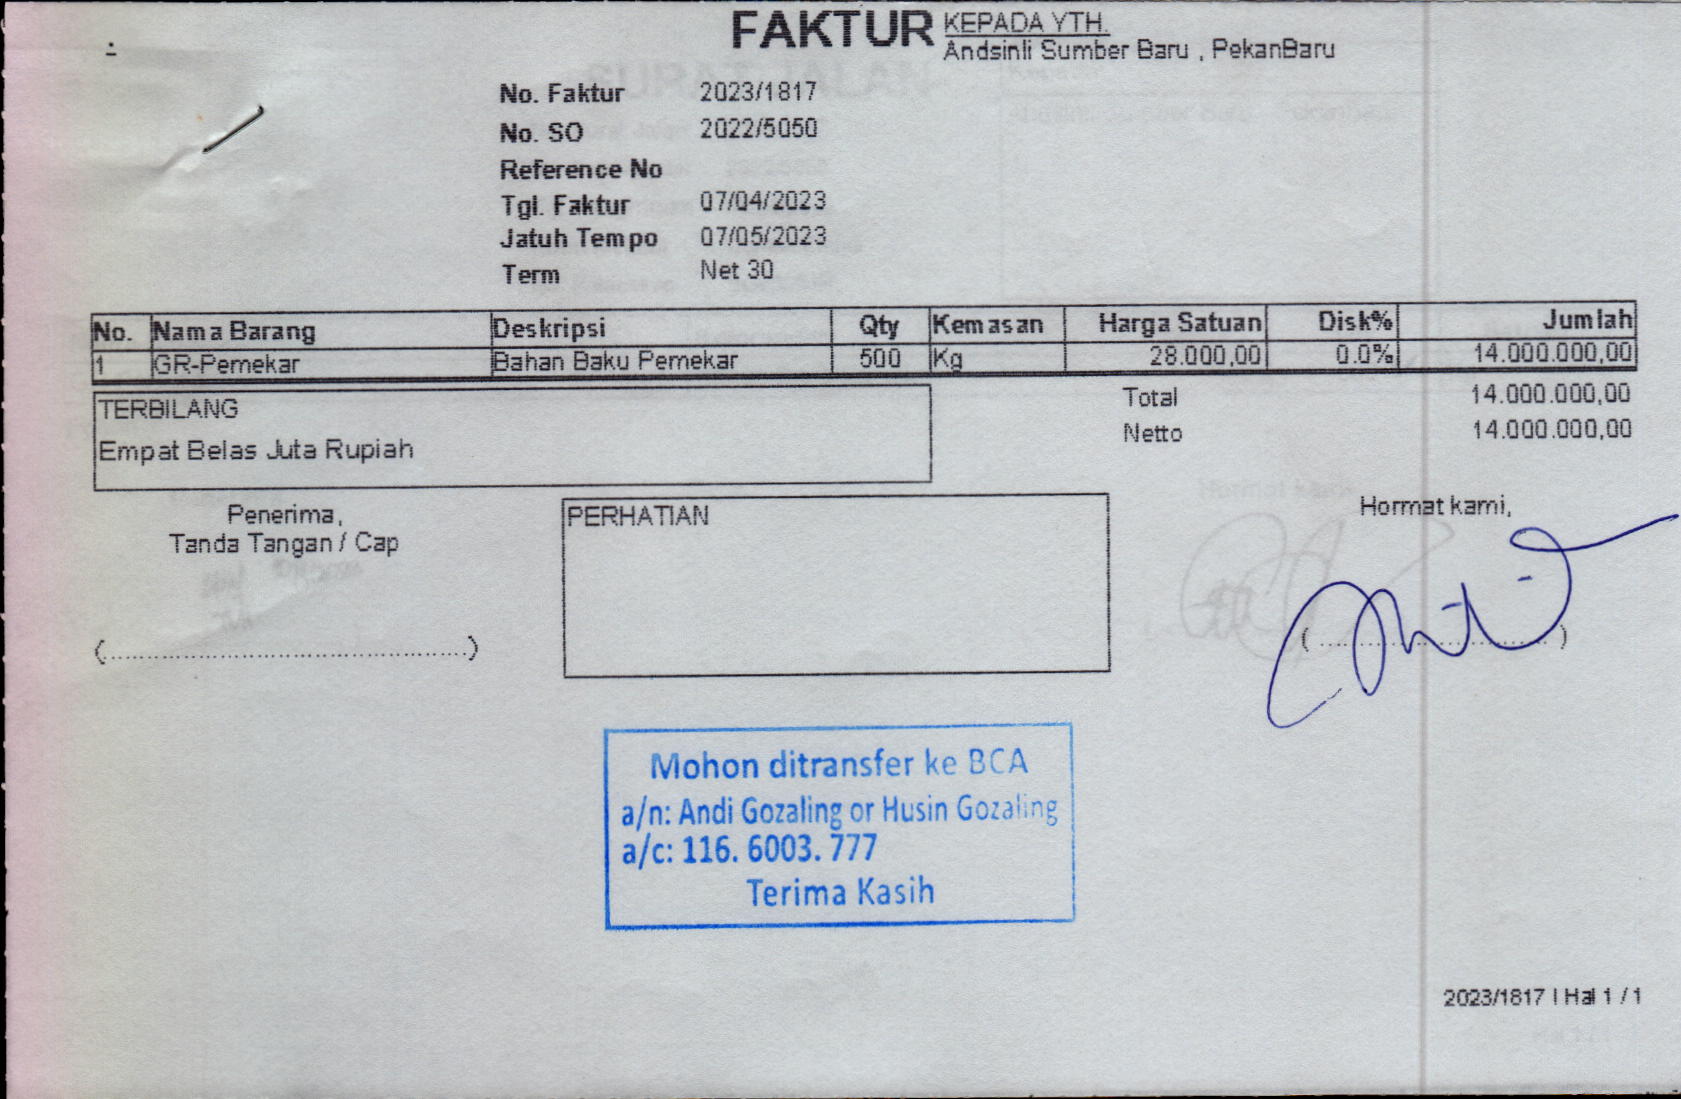 FAKTUR
KEPADA YTH.
Andsinli Sumber Baru , PekanBaru
No. Faktur 2023/1817
No. SO 2022/5050
Reference No
Tgl. Faktur 07/04/2023
Jatuh Tempo 07/05/2023
Term Net 30
No. Nama Barang Deskripsi Qty Kemasan Harga Satuan Disk% Jumlah
1 GR-Pemekar Bahan Baku Pemekar 500 Kg 28.000,00 0.0% 14.000.000,00
Total 14.000.000,00
Netto 14.000.000,00
TERBILANG
Empat Belas Juta Rupiah
Penerima,
Tanda Tangan / Cap
(................................................)
PERHATIAN
Hormat kami,
(..............................)
Mohon ditransfer ke BCA
a/n: Andi Gozaling or Husin Gozaling
a/c: 116. 6003. 777
Terima Kasih
2023/1817 | Hal 1 / 1